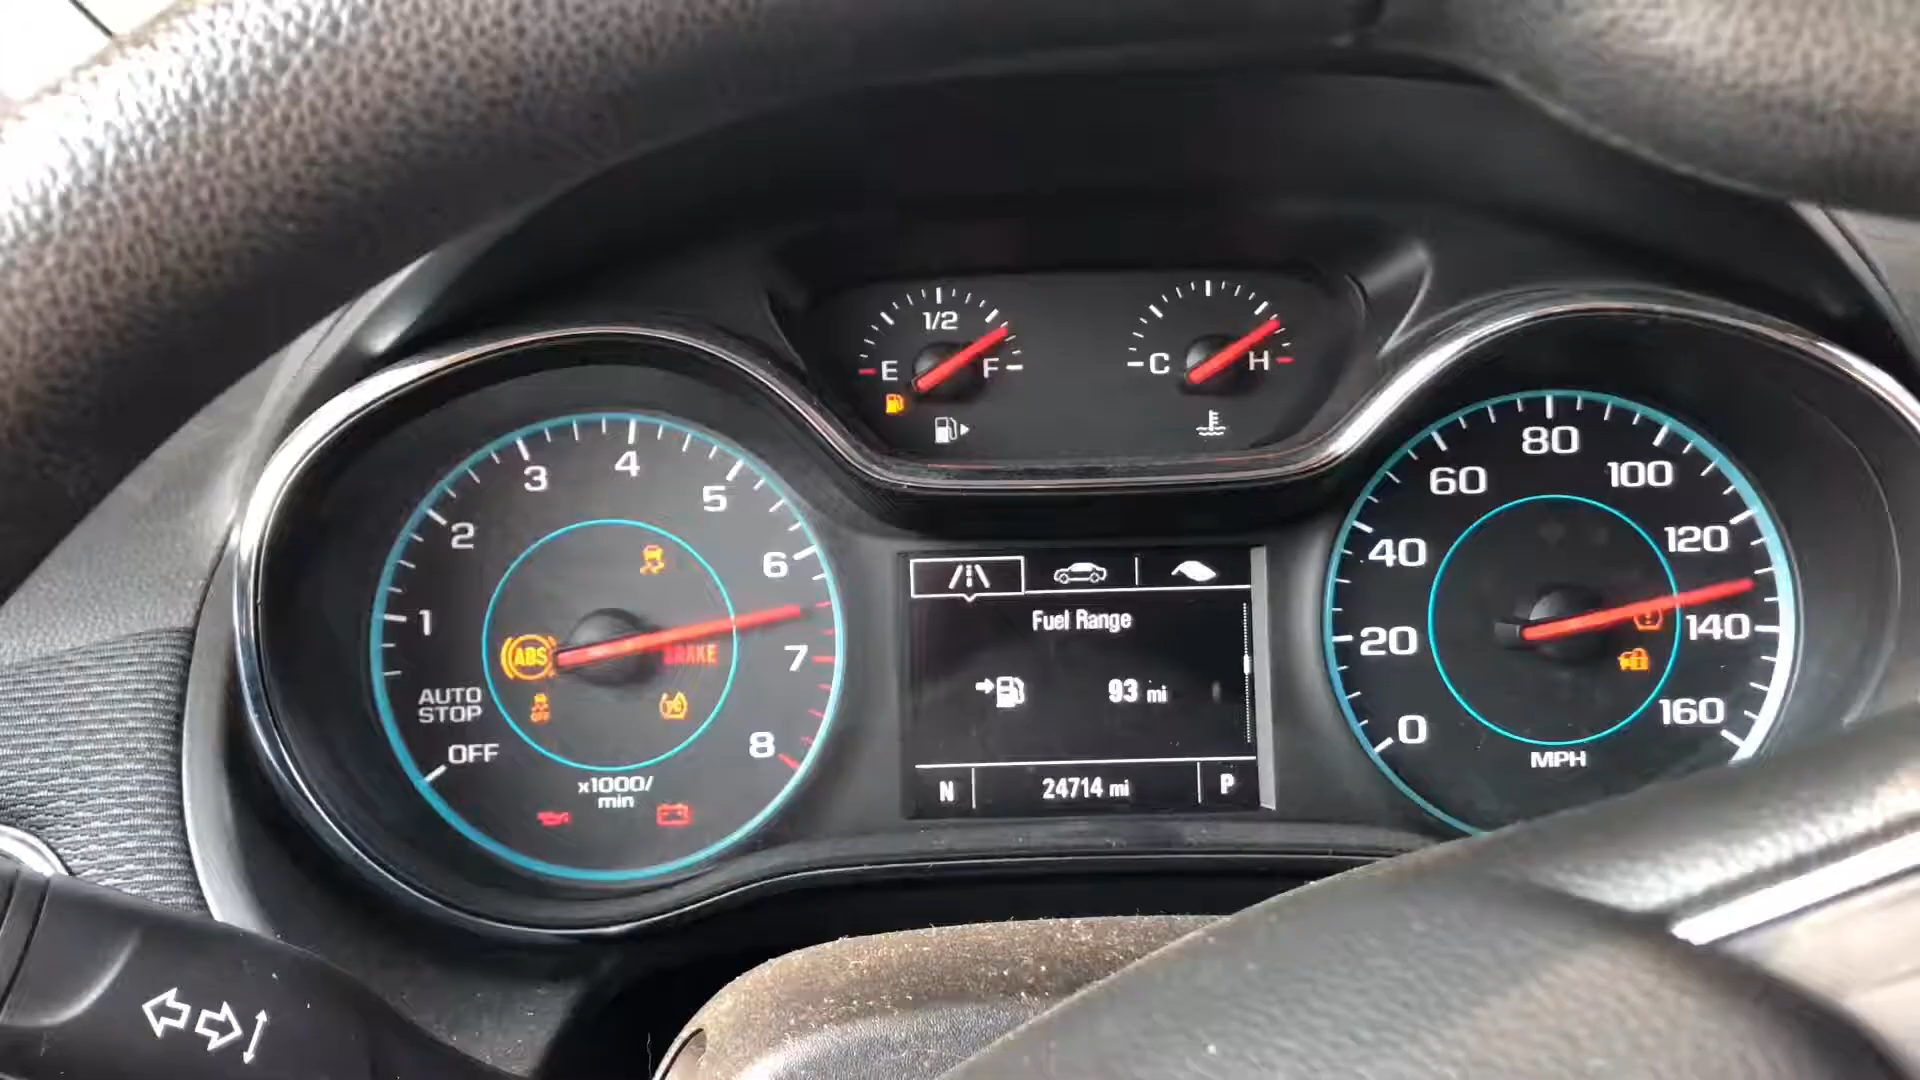 1/2
E
F
C
H
1
2
3
4
5
6
7
8
AUTO
STOP
OFF
ABS
BRAKE
OFF
x1000/
min
Fuel Range
93 mi
N
24714 mi
P
0
20
40
60
80
100
120
140
160
MPH